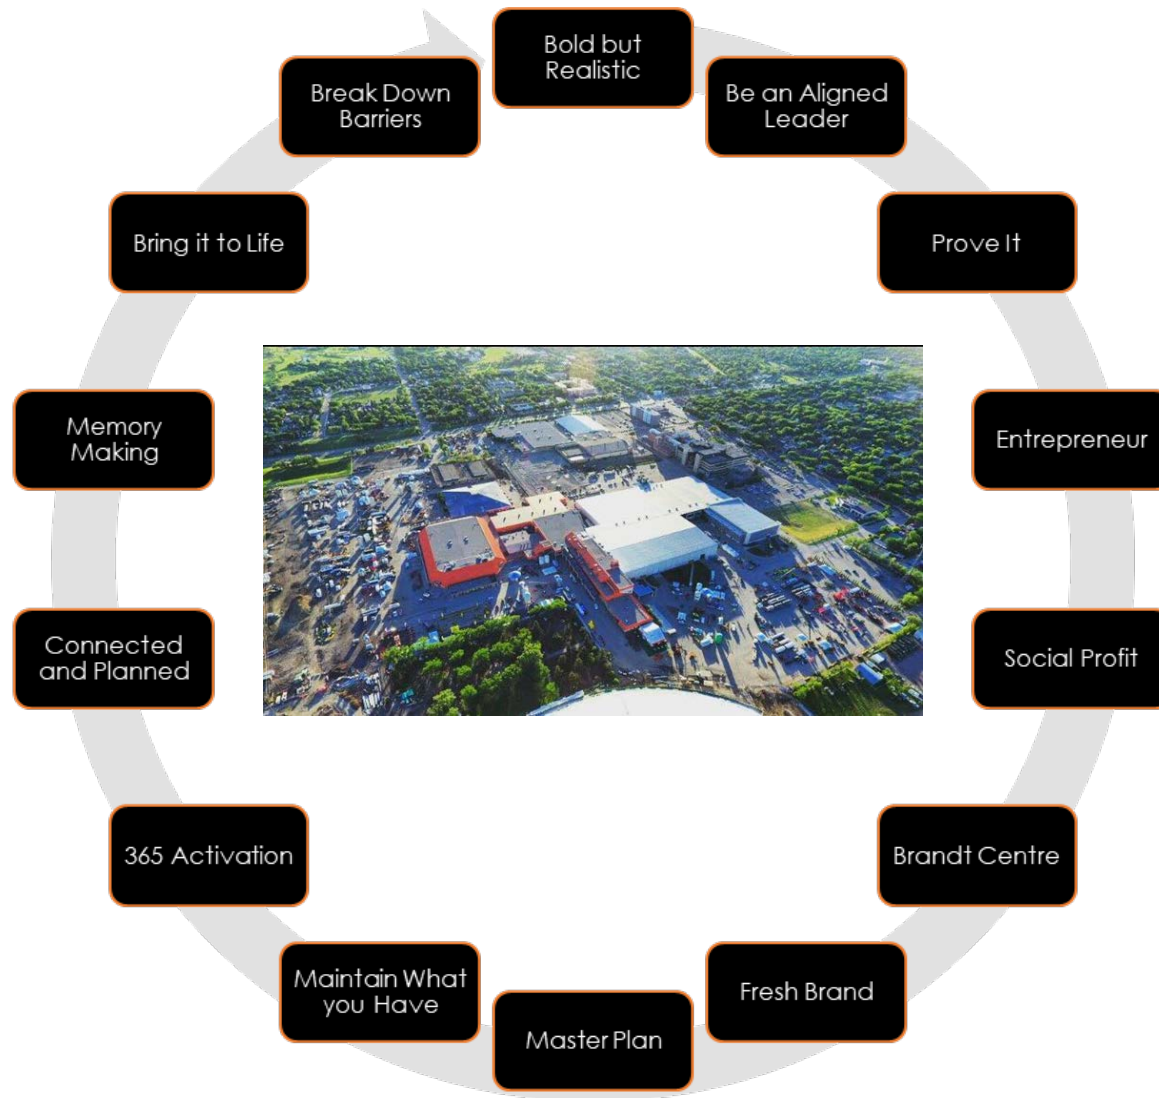 Bold but
Realistic
Be an Aligned
Leader
Prove It
Entrepreneur
Social Profit
Brandt Centre
Fresh Brand
Master Plan
Maintain What
you Have
365 Activation
Connected
and Planned
Memory
Making
Bring it to Life
Break Down
Barriers